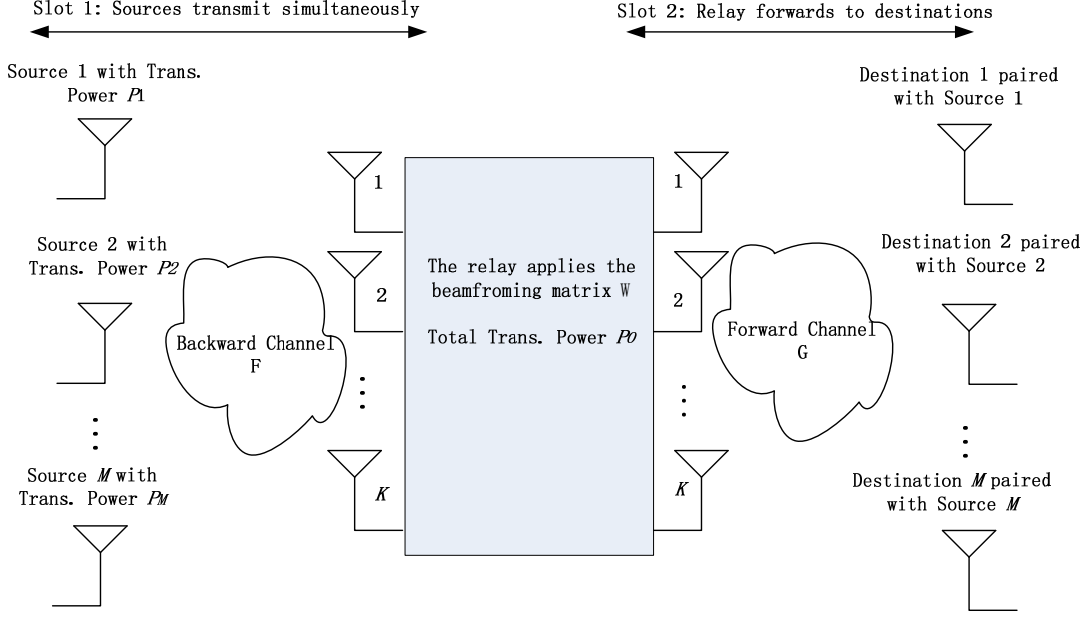 Slot 1: Sources transmit simultaneously
Slot 2: Relay forwards to destinations
Source 1 with Trans.
Power P1
Destination 1 paired
with Source 1
1
1
Source 2 with
Trans. Power P2
Destination 2 paired
with Source 2
The relay applies the
beamfroming matrix W
2
2
Total Trans. Power P0
Backward Channel
F
Forward Channel
G
Source M with
Trans. Power PM
K
K
Destination M paired
with Source M